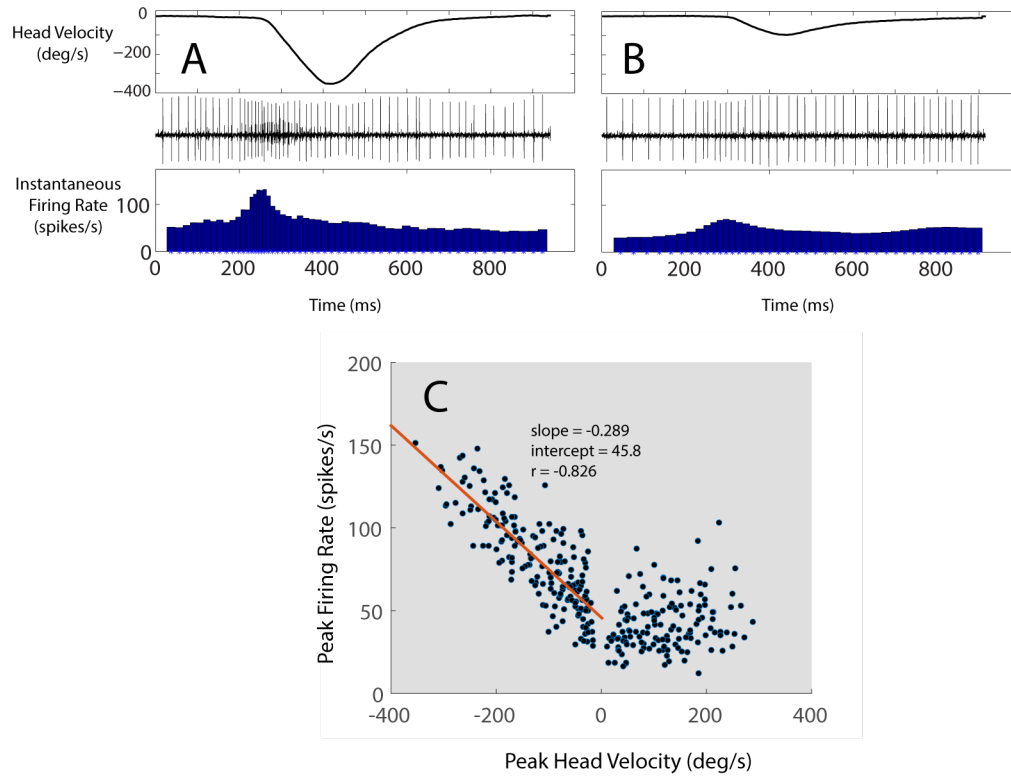 Head Velocity
(deg/s)
0
−200
−400
A
B
Instantaneous
Firing Rate
(spikes/s)
100
0
0 200 400 600 800
0 200 400 600 800
Time (ms)
Time (ms)
C
slope = -0.289
intercept = 45.8
r = -0.826
Peak Firing Rate (spikes/s)
200
150
100
50
0
-400 -200 0 200 400
Peak Head Velocity (deg/s)